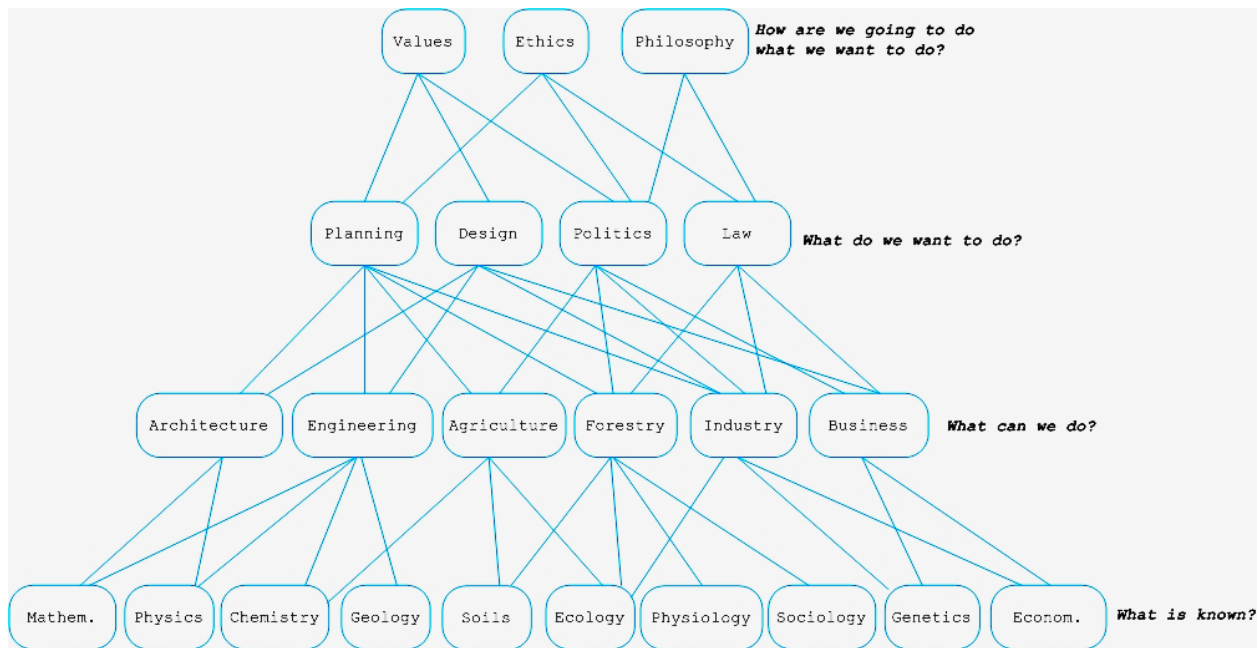 Values
Ethics
Philosophy
How are we going to do
what we want to do?
Planning
Design
Politics
Law
What do we want to do?
Architecture
Engineering
Agriculture
Forestry
Industry
Business
What can we do?
Mathem.
Physics
Chemistry
Geology
Soils
Ecology
Physiology
Sociology
Genetics
Econom.
What is known?